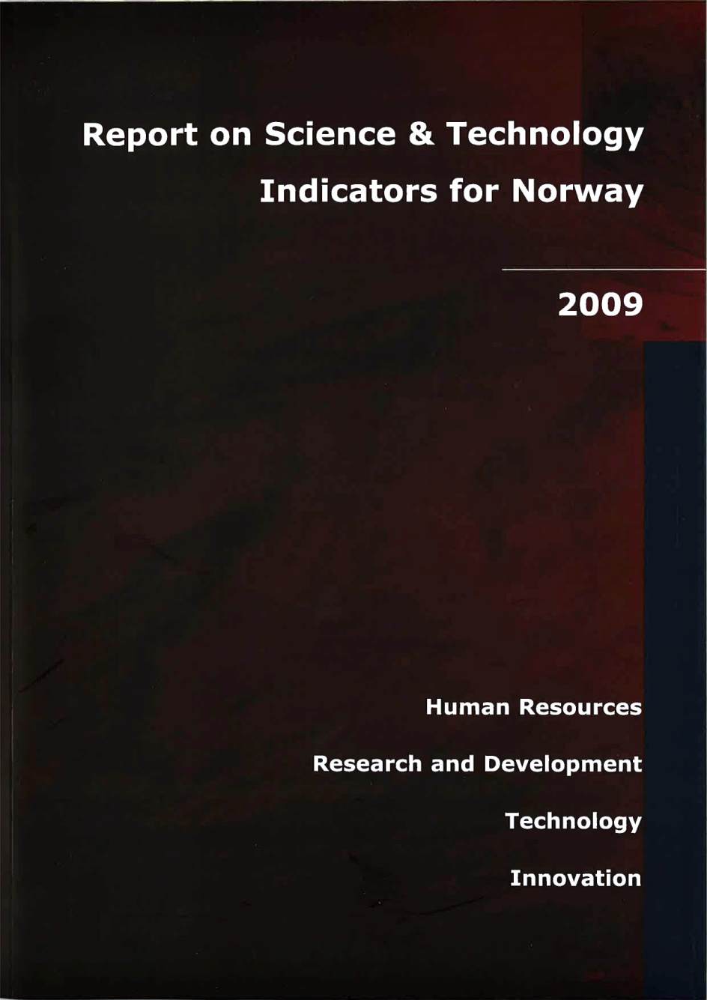 Report on Science & Technology
Indicators for Norway
2009
Human Resources
Research and Development
Technology
Innovation